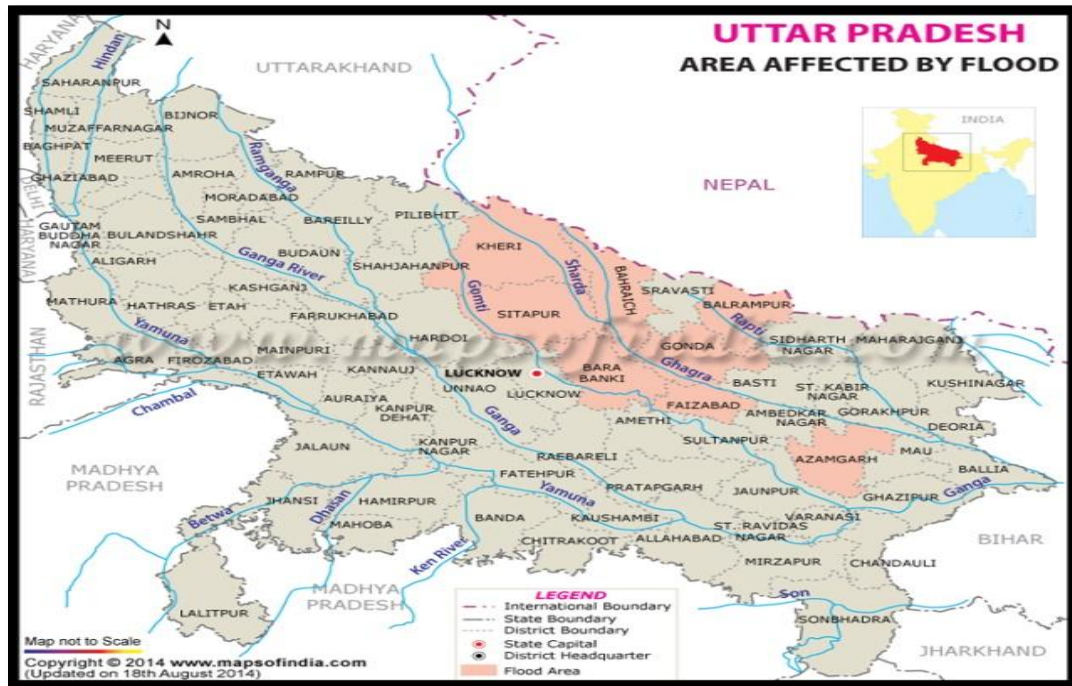 UTTAR PRADESH
AREA AFFECTED BY FLOOD
N
HARYANA
Hindan
UTTARAKHAND
SAHARANPUR
SHAMLI
BIJNOR
MUZAFFARNAGAR
BAGHPAT
MEERUT
INDIA
GHAZIABAD
AMROHA
Ramganga
RAMPUR
NEPAL
DELHI
MORADABAD
HARYANA
GAUTAM
BUDDHA
NAGAR
BULANDSHAHR
SAMBHAL
BAREILLY
PILIBHIT
KHERI
ALIGARH
Ganga River
BUDAUN
SHAHJAHANPUR
Gomti
Sharda
BAHRAICH
SRAVASTI
KASHGANJ
MATHURA
HATHRAS
ETAH
FARRUKHABAD
SITAPUR
BALRAMPUR
Rapti
Yamuna
www.mapsofindia.com
RAJASTHAN
HARDOI
GONDA
SIDHARTH
NAGAR
MAHARAJGANJ
AGRA
FIROZABAD
MAINPURI
KANNAUJ
ETAWAH
LUCKNOW
BARA
BANKI
Ghagra
BASTI
ST. KABIR
NAGAR
KUSHINAGAR
UNNAO
LUCKNOW
Chambal
AURAIYA
KANPUR
DEHAT
Ganga
FAIZABAD
AMBEDKAR
NAGAR
GORAKHPUR
DEORIA
AMETHI
JALAUN
KANPUR
NAGAR
SULTANPUR
MAU
MADHYA
PRADESH
RAEBARELI
AZAMGARH
BALLIA
FATEHPUR
Yamuna
PRATAPGARH
JAUNPUR
GHAZIPUR
Ganga
JHANSI
HAMIRPUR
Dhasan
Betwa
MAHOBA
BANDA
KAUSHAMBI
VARANASI
ST. RAVIDAS
NAGAR
BIHAR
Ken River
CHITRAKOOT
ALLAHABAD
MIRZAPUR
CHANDAULI
MADHYA
PRADESH
LALITPUR
Son
SONBHADRA
JHARKHAND
LEGEND
International Boundary
State Boundary
District Boundary
State Capital
District Headquarter
Flood Area
Map not to Scale
Copyright © 2014 www.mapsofindia.com
(Updated on 18th August 2014)